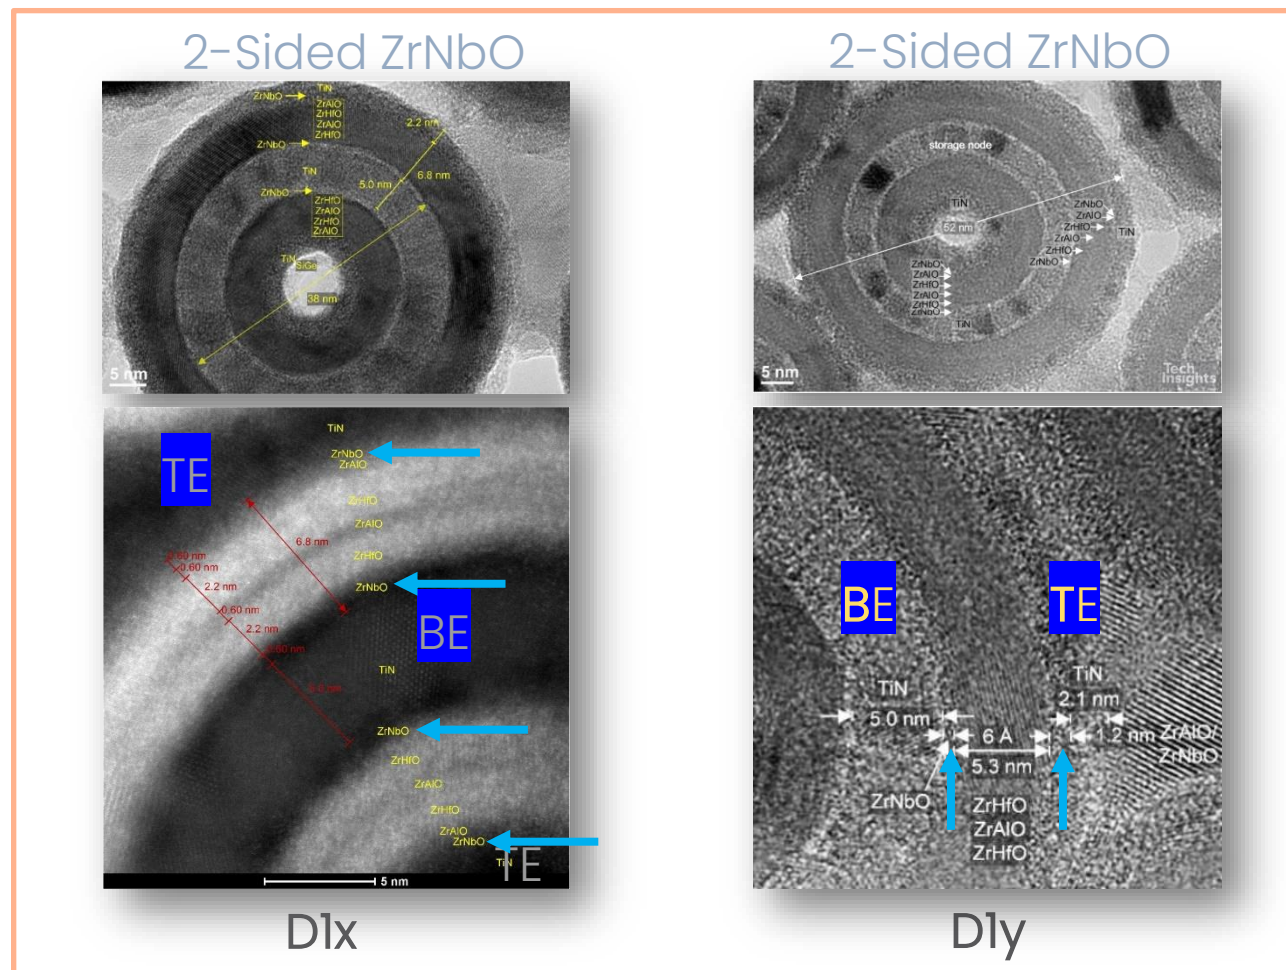 2-Sided ZrNbO
2-Sided ZrNbO
TiN
ZrNbO
ZrAlO
ZrHfO
ZrAlO
ZrHfO
2.2 nm
ZrNbO
TiN
5.0 nm
6.8 nm
ZrNbO
ZrHfO
ZrAlO
ZrHfO
ZrAlO
TiN
SiGe
38 nm
5 nm
storage node
TiN
52 nm
ZrNbO
ZrAlO
ZrHfO
ZrAlO
ZrHfO
ZrNbO
TiN
ZrNbO
ZrAlO
ZrHfO
ZrAlO
ZrHfO
ZrNbO
TiN
5 nm
Tech
Insights
TiN
TE
ZrNbO
ZrAlO
ZrHfO
ZrAlO
ZrHfO
ZrNbO
6.8 nm
0.60 nm
0.60 nm
2.2 nm
0.60 nm
2.2 nm
0.60 nm
5.0 nm
BE
TiN
ZrNbO
ZrHfO
ZrAlO
ZrHfO
ZrAlO
ZrNbO
TiN
TE
5 nm
BE
TE
TiN
5.0 nm
TiN
2.1 nm
6 A
1.2 nm
ZrAlO/
ZrNbO
5.3 nm
ZrNbO
ZrHfO
ZrAlO
ZrHfO
D1x
D1y